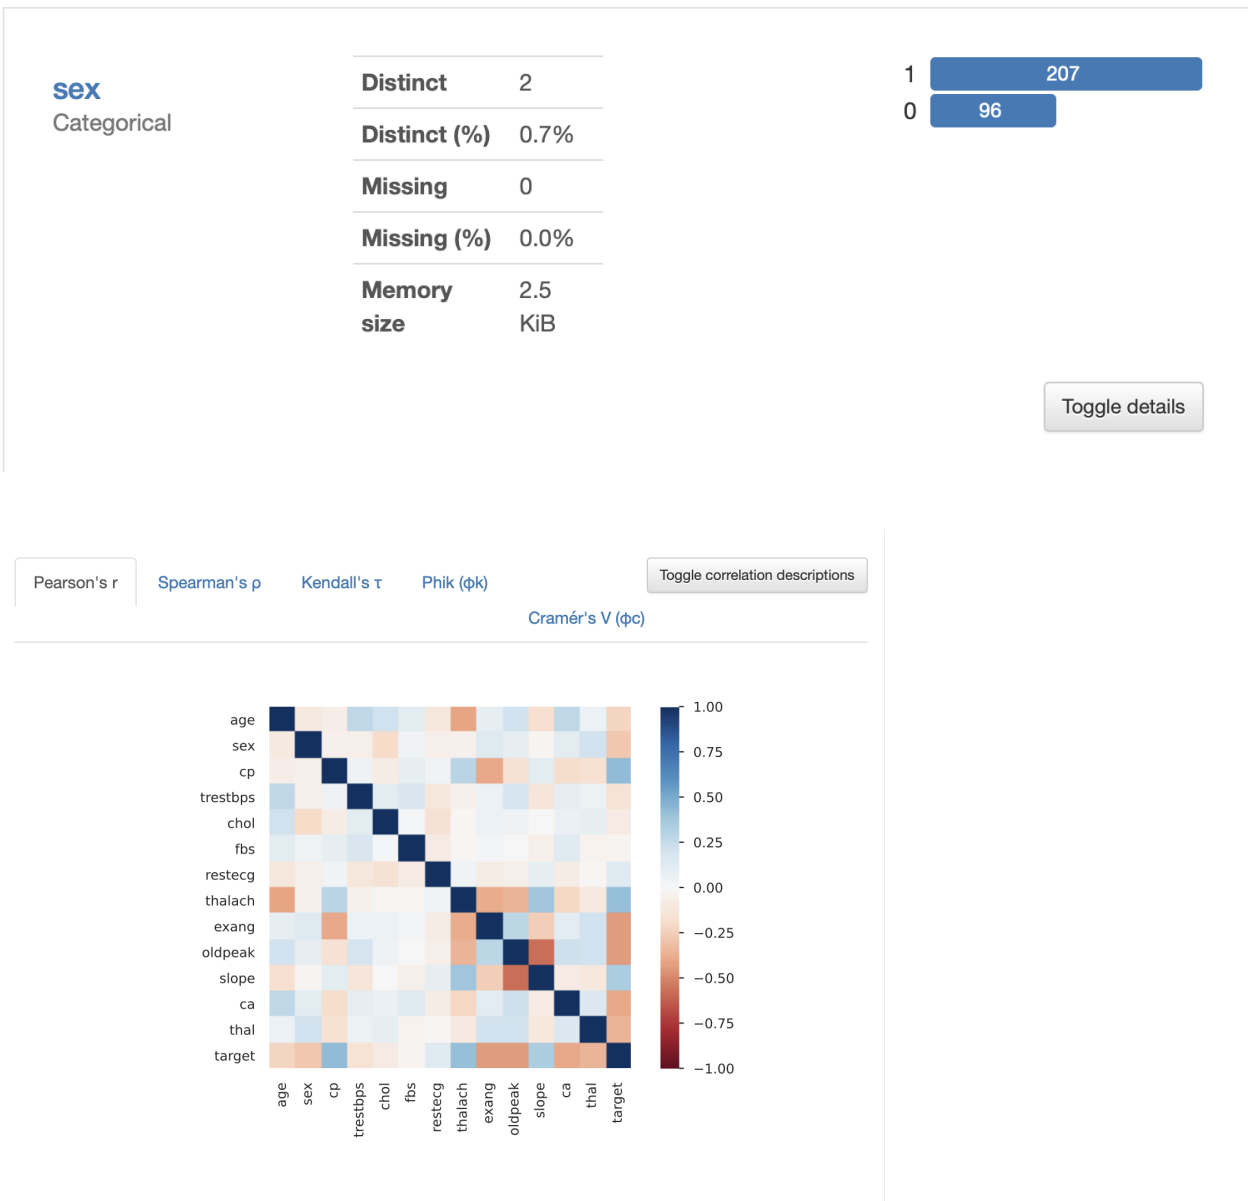 sex
Categorical
Distinct 2
Distinct (%) 0.7%
Missing 0
Missing (%) 0.0%
Memory size 2.5 KiB
1 207
0 96
Toggle details
Pearson's r Spearman's ρ Kendall's τ Phik (φk) Toggle correlation descriptions
Cramér's V (φc)
age
sex
cp
trestbps
chol
fbs
restecg
thalach
exang
oldpeak
slope
ca
thal
target
age sex cp trestbps chol fbs restecg thalach exang oldpeak slope ca thal target
1.00
0.75
0.50
0.25
0.00
−0.25
−0.50
−0.75
−1.00